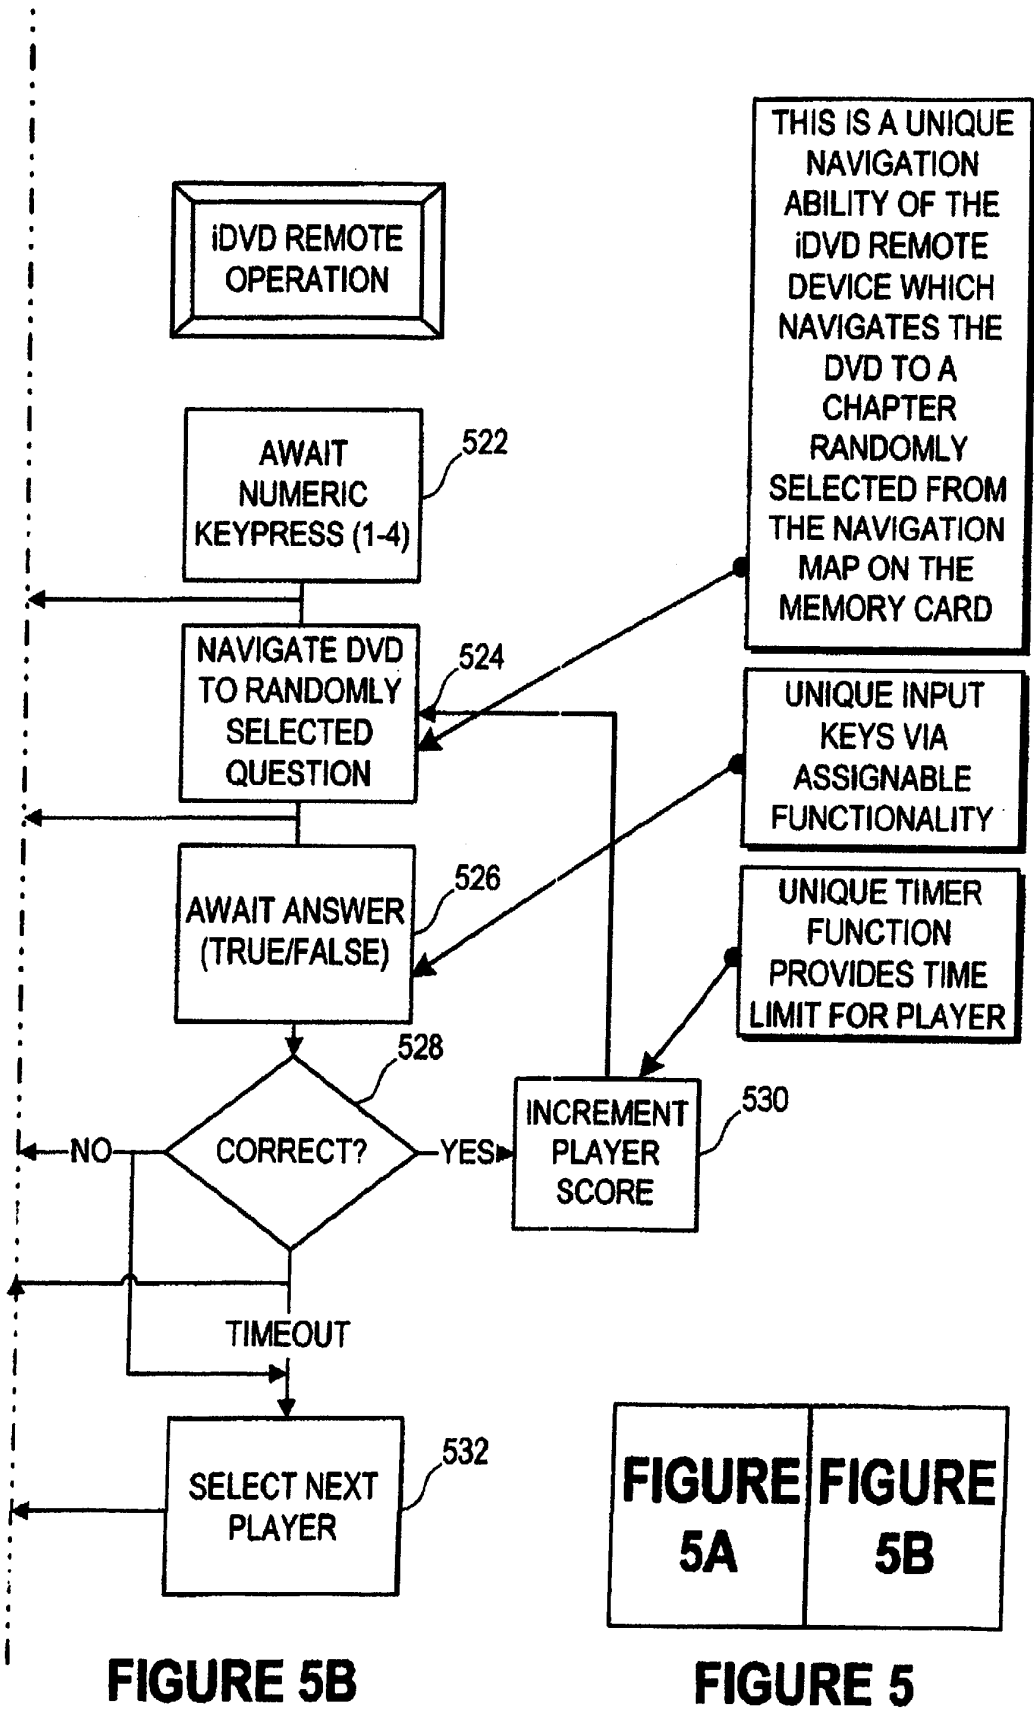 iDVD REMOTE
OPERATION
AWAIT
NUMERIC
KEYPRESS (1-4)
522
NAVIGATE DVD
TO RANDOMLY
SELECTED
QUESTION
524
AWAIT ANSWER
(TRUE/FALSE)
526
CORRECT?
528
NO
YES
INCREMENT
PLAYER
SCORE
530
TIMEOUT
SELECT NEXT
PLAYER
532
THIS IS A UNIQUE
NAVIGATION
ABILITY OF THE
iDVD REMOTE
DEVICE WHICH
NAVIGATES THE
DVD TO A
CHAPTER
RANDOMLY
SELECTED FROM
THE NAVIGATION
MAP ON THE
MEMORY CARD
UNIQUE INPUT
KEYS VIA
ASSIGNABLE
FUNCTIONALITY
UNIQUE TIMER
FUNCTION
PROVIDES TIME
LIMIT FOR PLAYER
FIGURE
5A
FIGURE
5B
FIGURE 5B
FIGURE 5